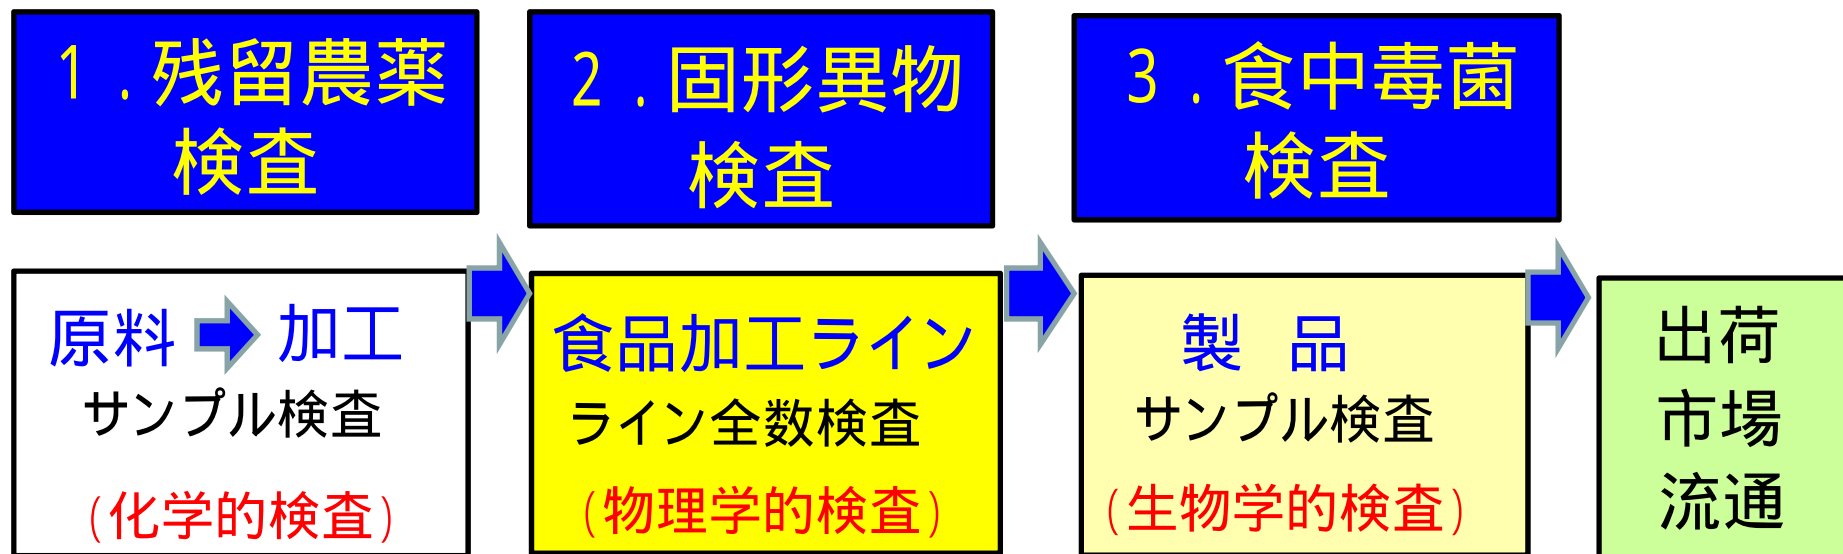 1．残留農薬
検査
2．固形異物
検査
3．食中毒菌
検査
原料 加工
サンプル検査
(化学的検査)
食品加工ライン
ライン全数検査
(物理学的検査)
製 品
サンプル検査
(生物学的検査)
出荷
市場
流通